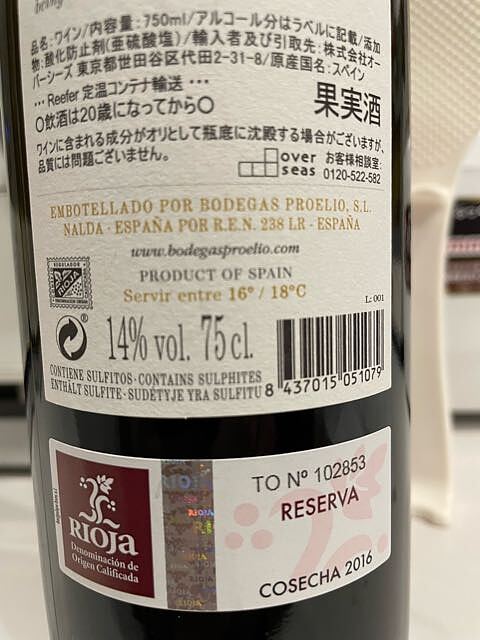 being
品名:ワイン/内容量:750ml/アルコール分はラベルに記載/添加
物:酸化防止剤(亜硫酸塩)/輸入者及び引取先:株式会社オー
バーシーズ 東京都世田谷区代田2-31-8/原産国名:スペイン
… Reefer 定温コンテナ輸送 …
〇飲酒は20歳になってから〇
果実酒
ワインに含まれる成分がオリとして瓶底に沈殿する場合がございますが、
品質には問題ございません。
over seas
お客様相談室:
0120-522-582
EMBOTELLADO POR BODEGAS PROELIO, S.L.
NALDA - ESPAÑA POR R.E.N. 238 LR - ESPAÑA
www.bodegasproelio.com
PRODUCT OF SPAIN
Servir entre 16º / 18ºC
RIOJA
L: 001
14% vol. 75 cl.
CONTIENE SULFITOS · CONTAINS SULPHITES
ENTHÄLT SULFITE · SUDĖTYJE YRA SULFITU
8 437015 051079
RIOJA
Denominación de
Origen Calificada
TO Nº 102853
RESERVA
COSECHA 2016